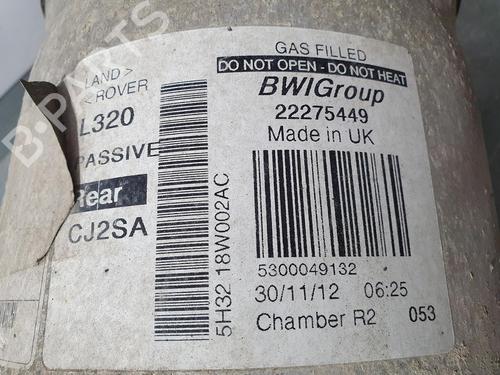 GAS FILLED
DO NOT OPEN - DO NOT HEAT
LAND>
<ROVER
L320
PASSIVE
Rear
CJ2SA
5H32 18W002AC
BWIGroup
22275449
Made in UK
5300049132
30/11/12 06:25
Chamber R2 053
B-PARTS